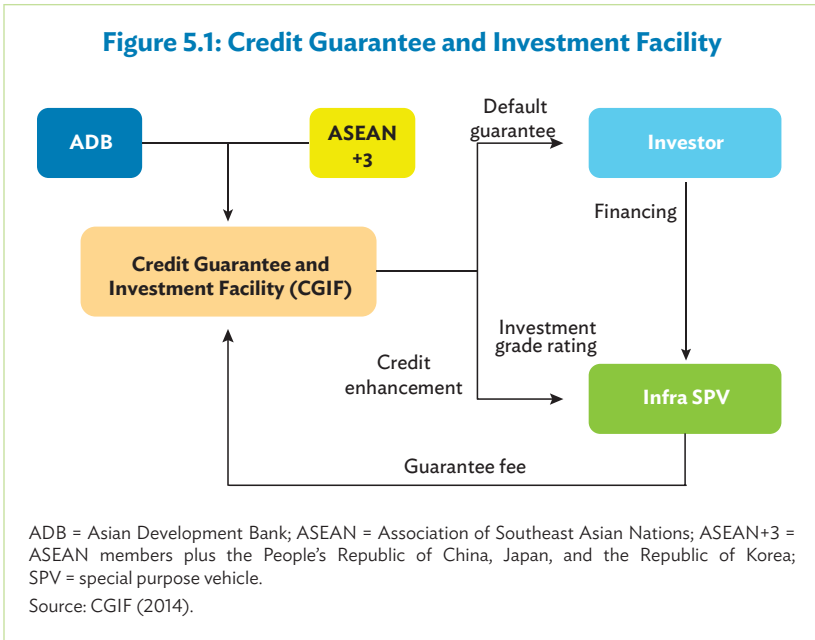 Figure 5.1: Credit Guarantee and Investment Facility
ADB
ASEAN
+3
Default
guarantee
Investor
Financing
Credit Guarantee and
Investment Facility (CGIF)
Investment
grade rating
Credit
enhancement
Infra SPV
Guarantee fee
ADB = Asian Development Bank; ASEAN = Association of Southeast Asian Nations; ASEAN+3 =
ASEAN members plus the People’s Republic of China, Japan, and the Republic of Korea;
SPV = special purpose vehicle.
Source: CGIF (2014).